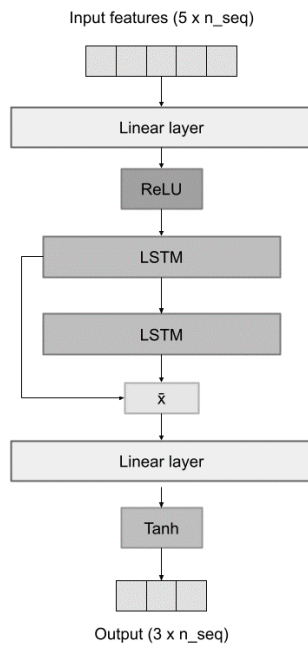 Input features (5 x n_seq)
Linear layer
ReLU
LSTM
LSTM
x̄
Linear layer
Tanh
Output (3 x n_seq)